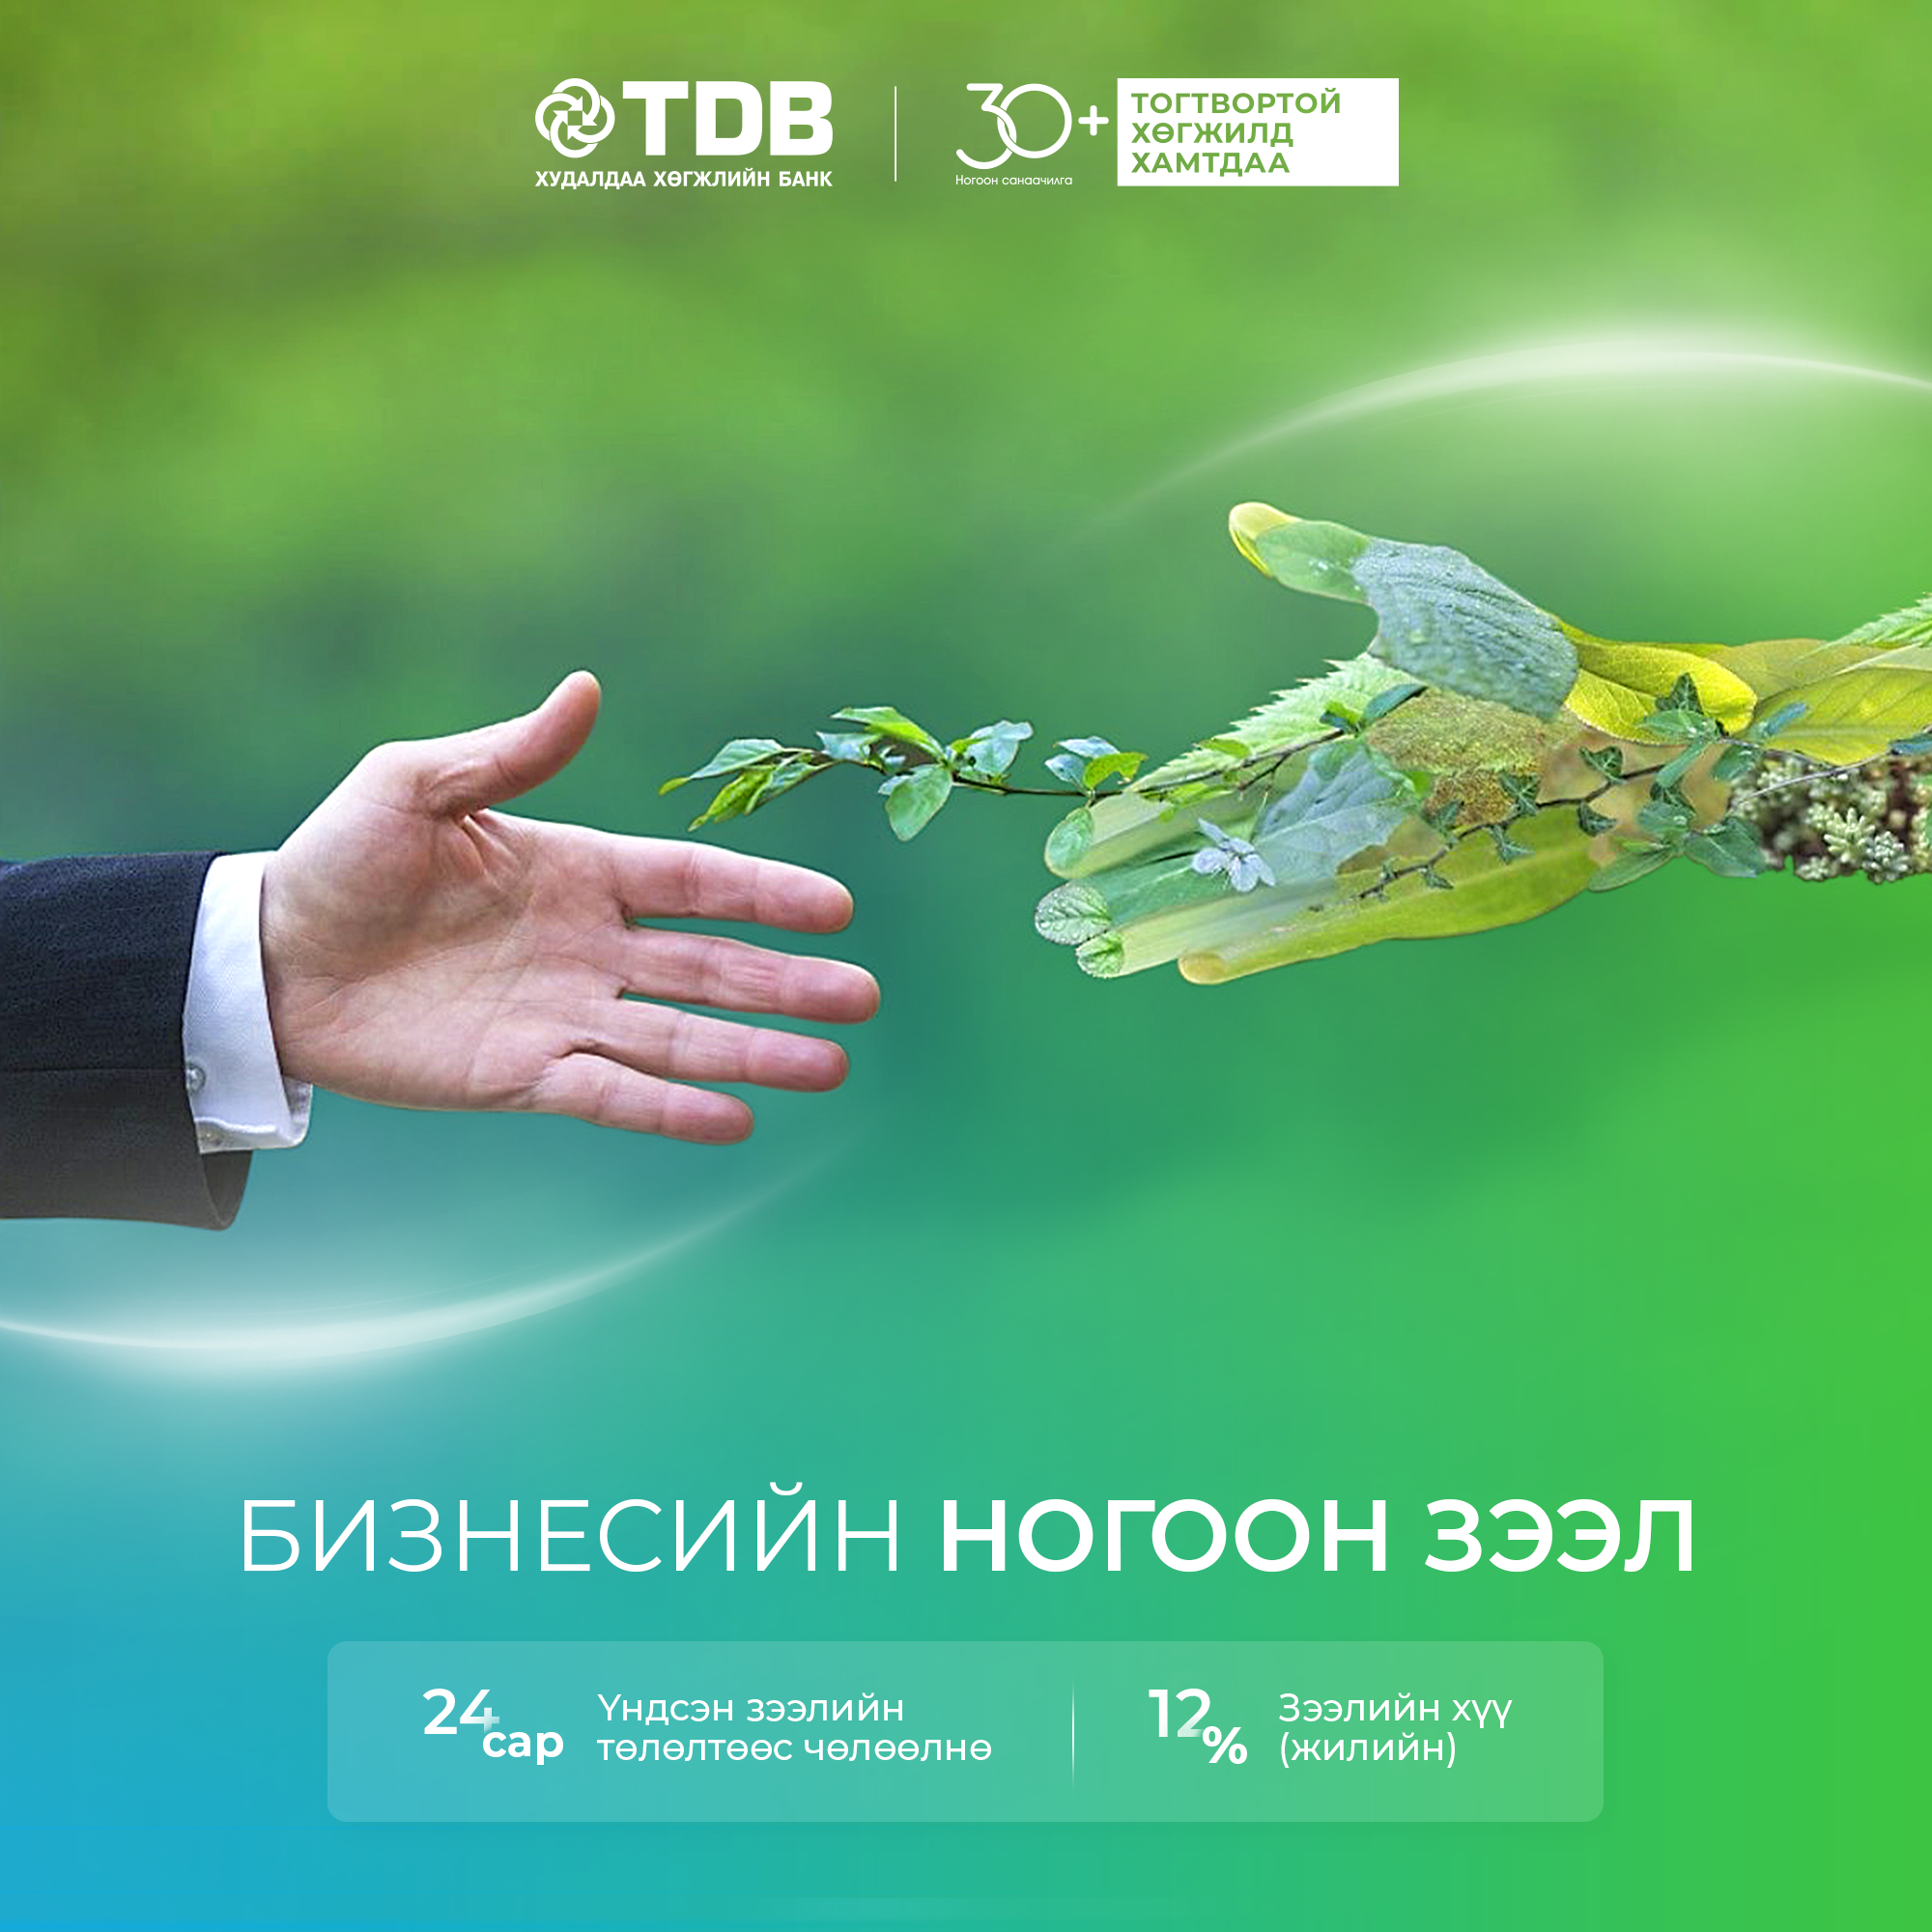 TDB
ХУДАЛДАА ХӨГЖЛИЙН БАНК
30+
Ногоон санаачилга
ТОГТВОРТОЙ
ХӨГЖИЛД
ХАМТДАА
БИЗНЕСИЙН НОГООН ЗЭЭЛ
24 сар
Үндсэн зээлийн
төлөлтөөс чөлөөлнө
12%
Зээлийн хүү
(жилийн)